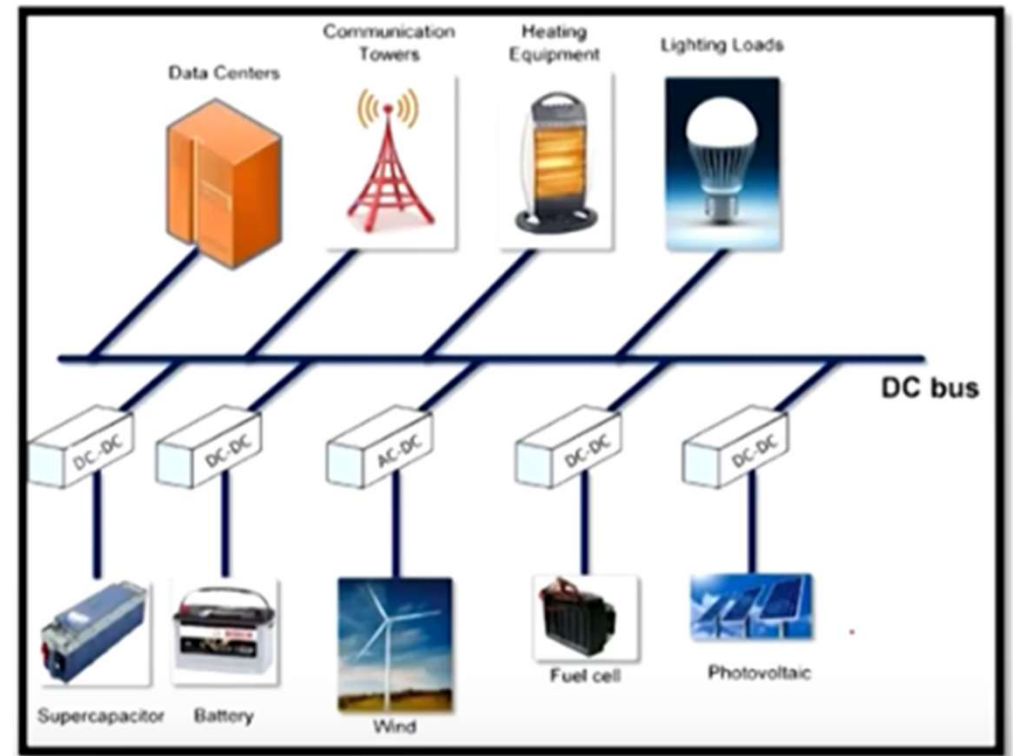 Communication
Towers
Heating
Equipment
Lighting Loads
Data Centers
DC bus
DC-DC
DC-DC
AC-DC
DC-DC
DC-DC
Supercapacitor
Battery
Wind
Fuel cell
Photovoltaic